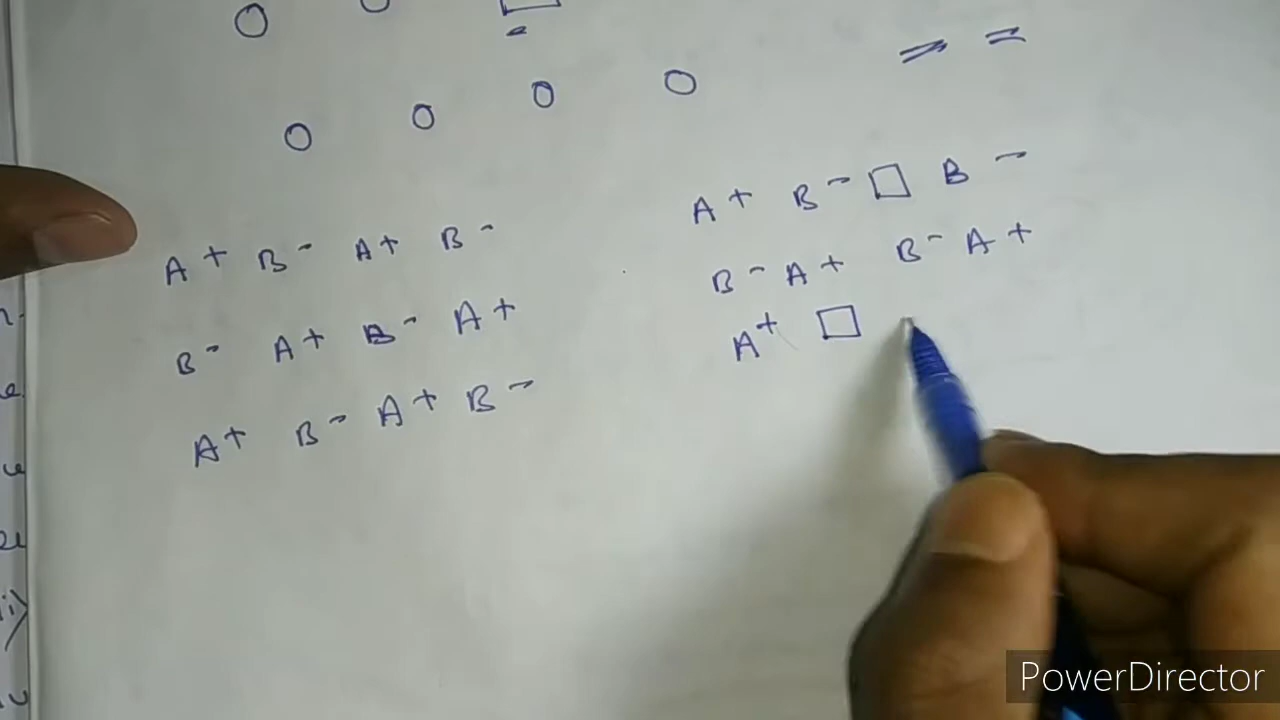 A+ B- A+ B-
B- A+ B- A+
A+ B- A+ B-
A+ B- □ B -
B- A+ B- A+
A+ □
PowerDirector